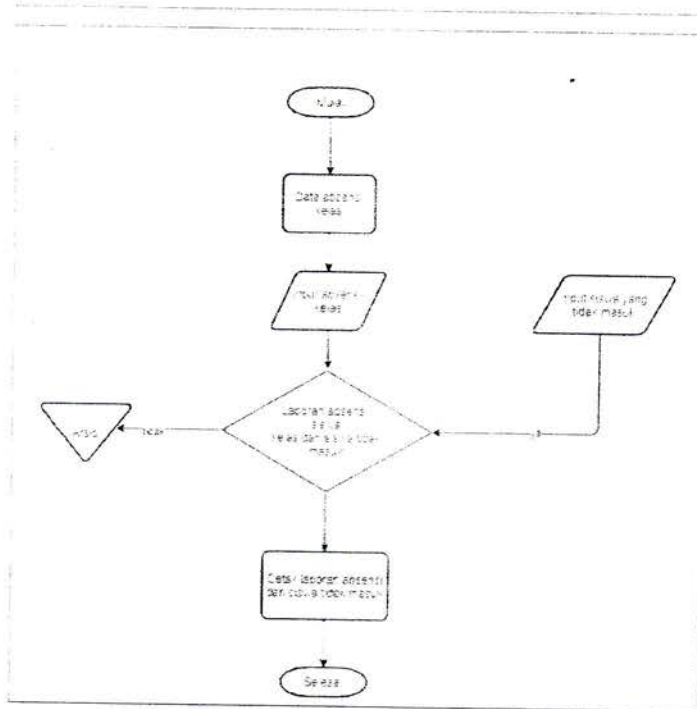 Mulai
Data absensi
kelas
Input absensi
kelas
Input siswa yang
tidak masuk
Laporan absensi
siswa
kelas dan siswa tidak
masuk
Arsip
tidak
ya
Cetak laporan absensi
dan siswa tidak masuk
Selesai